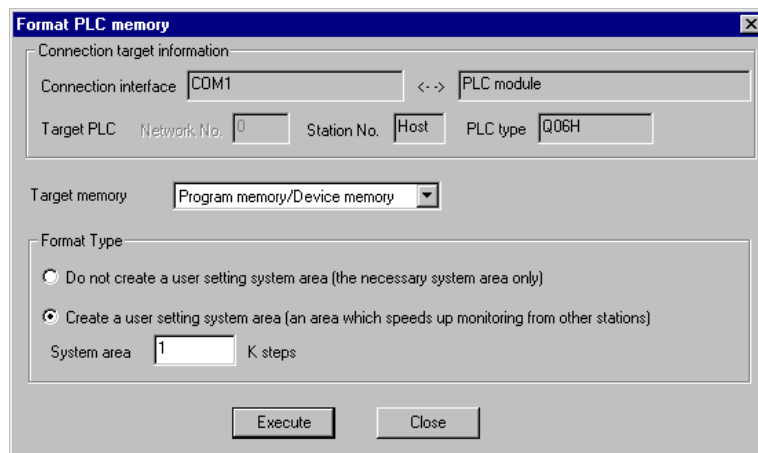 Format PLC memory
Connection target information
Connection interface COM1 <--> PLC module
Target PLC Network No. 0 Station No. Host PLC type Q06H
Target memory Program memory/Device memory
Format Type
Do not create a user setting system area (the necessary system area only)
Create a user setting system area (an area which speeds up monitoring from other stations)
System area 1 K steps
Execute Close